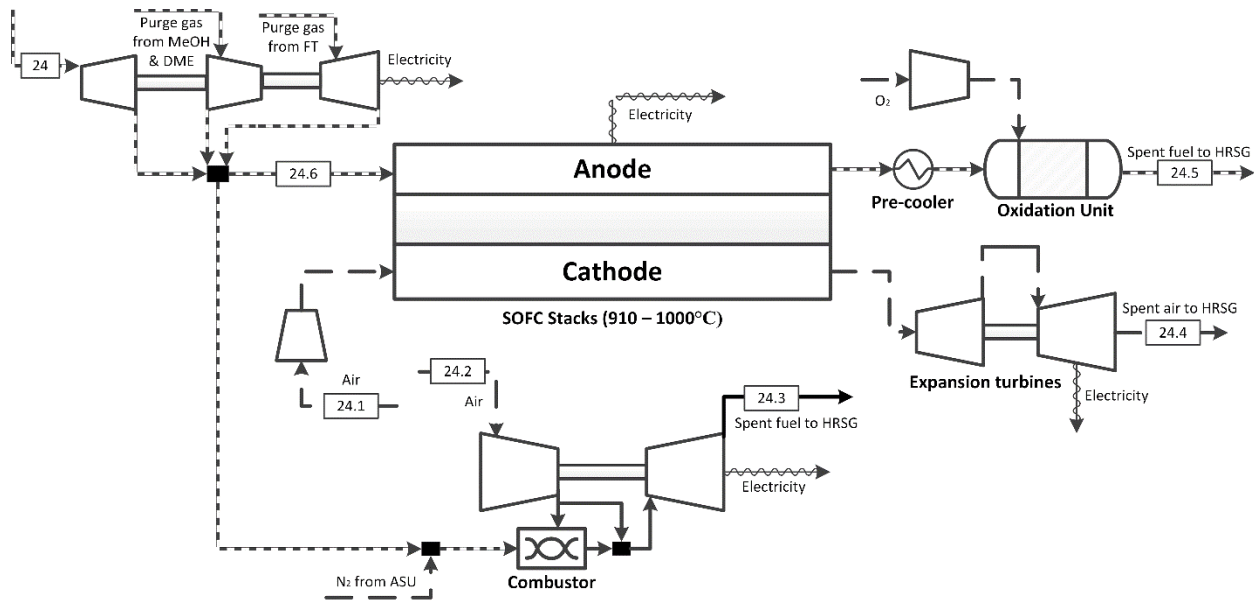 Purge gas
from MeOH
& DME
Purge gas
from FT
24
Electricity
Electricity
O₂
24.6
Anode
Spent fuel to HRSG
24.5
Pre-cooler
Oxidation Unit
Cathode
SOFC Stacks (910 – 1000°C)
Spent air to HRSG
24.4
Expansion turbines
Electricity
Air
24.1
24.2
Air
24.3
Spent fuel to HRSG
Electricity
Combustor
N₂ from ASU